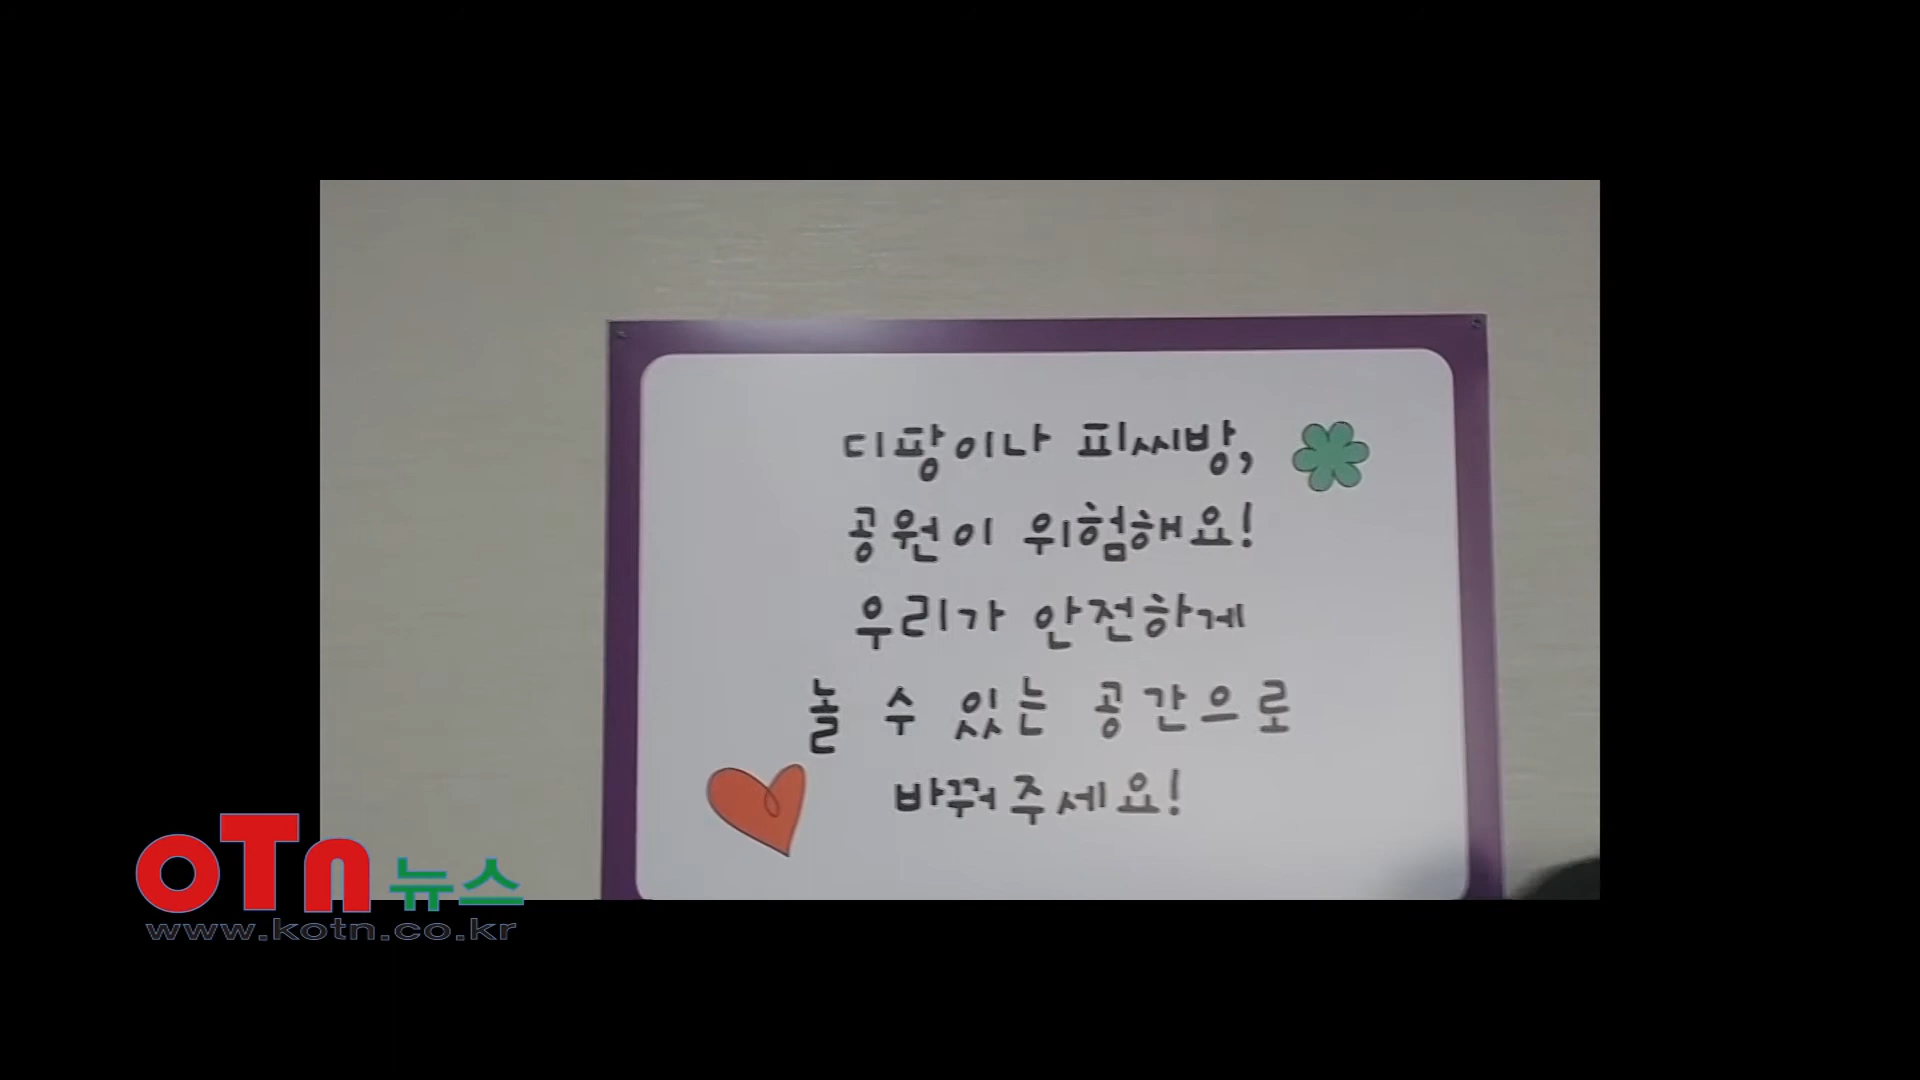 디팡이나 피씨방,
공원이 위험해요!
우리가 안전하게
놀 수 있는 공간으로
바꿔주세요!
OTN 뉴스
www.kotn.co.kr